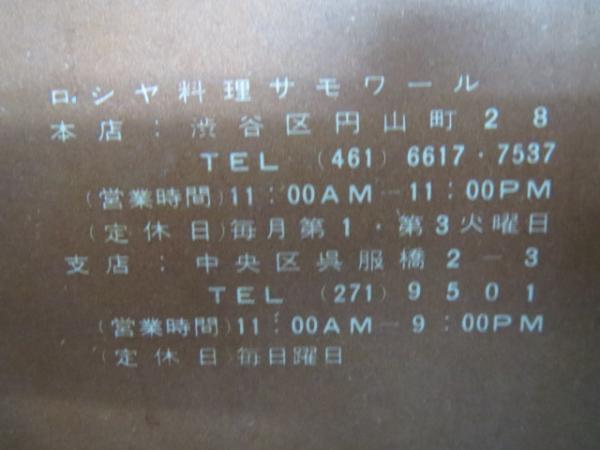 ロシヤ料理サモワール
本店：渋谷区円山町28
TEL (461) 6617・7537
(営業時間) 11：00AM－11：00PM
(定休日) 毎月第1・第3火曜日
支店：中央区呉服橋2－3
TEL (271) 9501
(営業時間) 11：00AM－9：00PM
(定休日) 毎日曜日